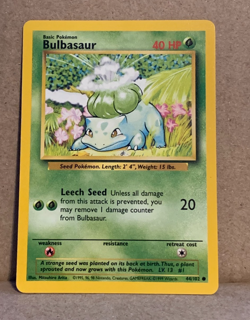 Basic Pokémon
Bulbasaur 40 HP
Seed Pokémon. Length: 2' 4", Weight: 15 lbs.
Leech Seed Unless all damage
from this attack is prevented, you
may remove 1 damage counter
from Bulbasaur.
20
weakness resistance retreat cost
A strange seed was planted on its back at birth. Thus, a plant
sprouted and now grows with this Pokémon. LV. 13 #1
44/102